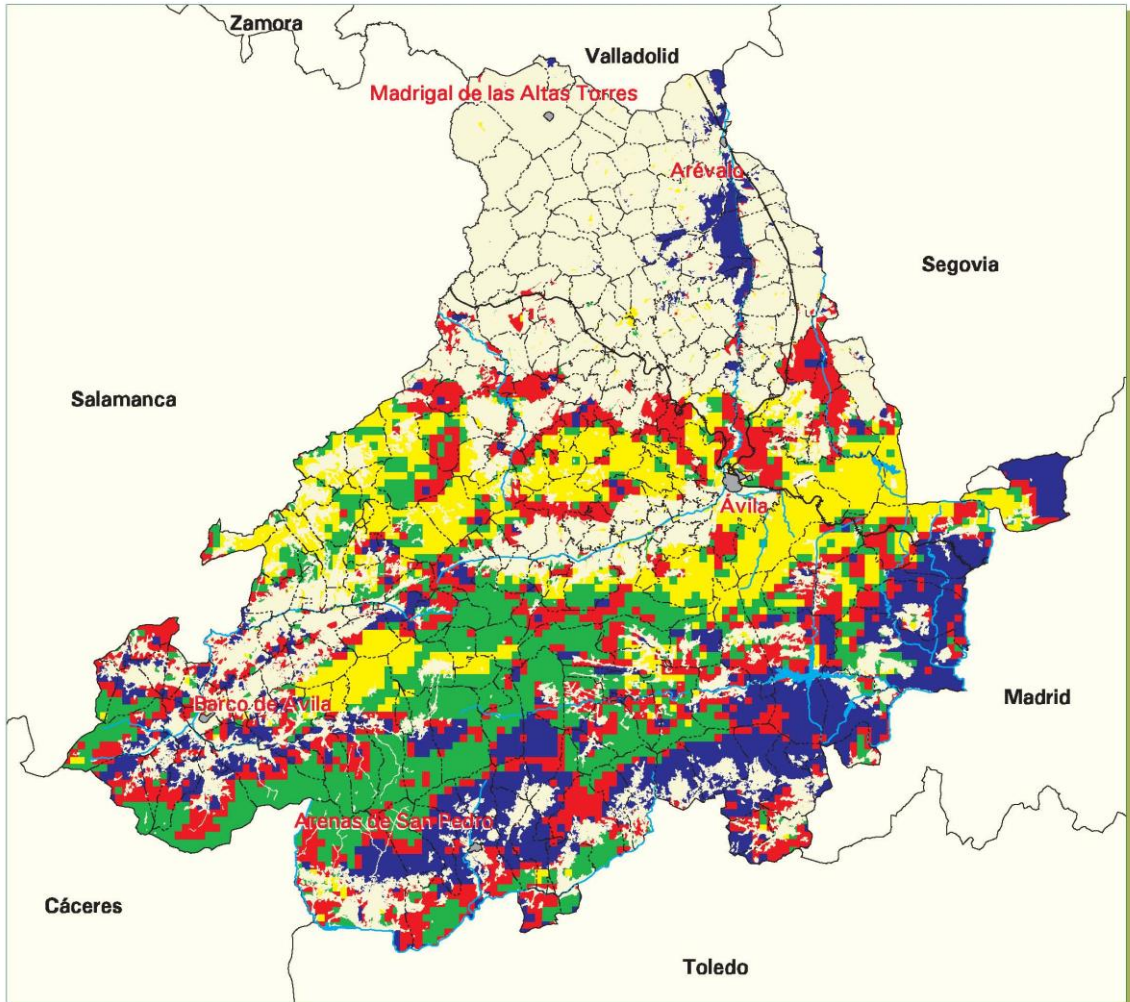 Zamora
Valladolid
Madrigal de las Altas Torres
Arévalo
Segovia
Salamanca
Ávila
Madrid
Barco de Ávila
Arenas de San Pedro
Cáceres
Toledo